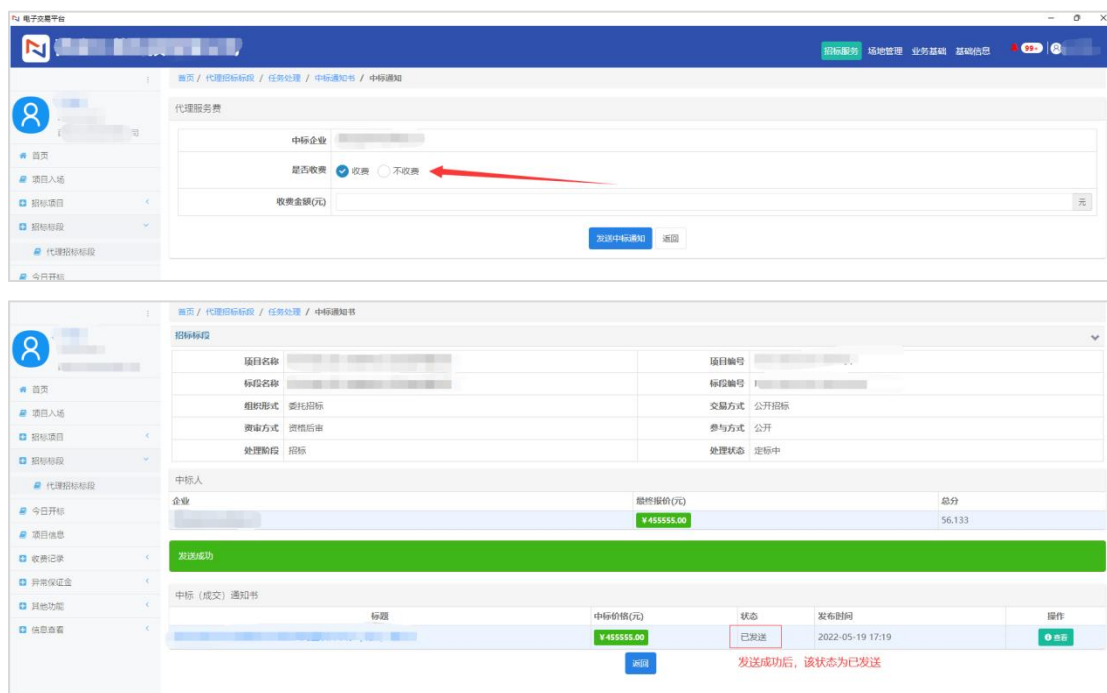 电子交易平台
招标服务 场地管理 业务基础 基础信息 99+
首页 / 代理招标标段 / 任务处理 / 中标通知书 / 中标通知
代理服务费
中标企业
首页
是否收费 收费 不收费
项目入场
招标项目
收费金额(元) 元
招标标段
发送中标通知 返回
代理招标标段
今日开标
首页 / 代理招标标段 / 任务处理 / 中标通知书
招标标段
项目名称 项目编号
标段名称 标段编号
首页
组织形式 委托招标 交易方式 公开招标
项目入场
资审方式 资格后审 参与方式 公开
招标项目
处理阶段 招标 处理状态 定标中
招标标段
代理招标标段
中标人
企业 最终报价(元) 总分
今日开标
¥455555.00 56.133
项目信息
收费记录
发送成功
异常保证金
其他功能
中标（成交）通知书
标题 中标价格(元) 状态 发布时间 操作
信息查看
¥455555.00 已发送 2022-05-19 17:19 查看
返回
发送成功后，该状态为已发送